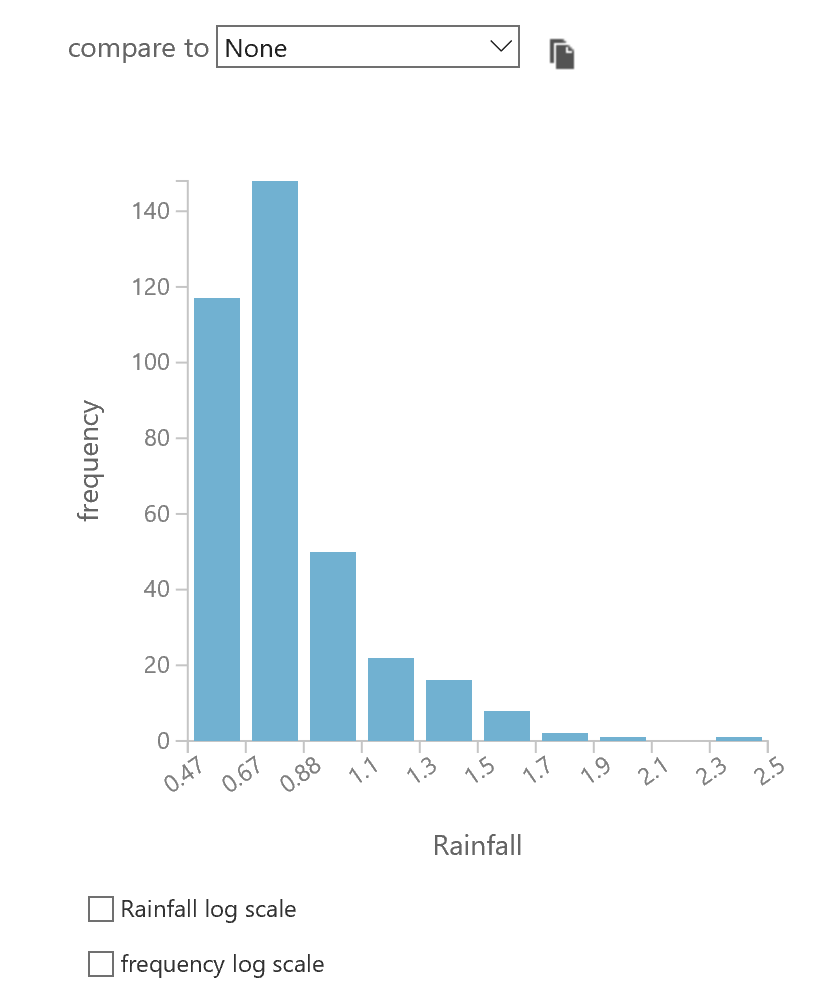 compare to None
140
120
100
80
60
40
20
0
frequency
0.47 0.67 0.88 1.1 1.3 1.5 1.7 1.9 2.1 2.3 2.5
Rainfall
Rainfall log scale
frequency log scale